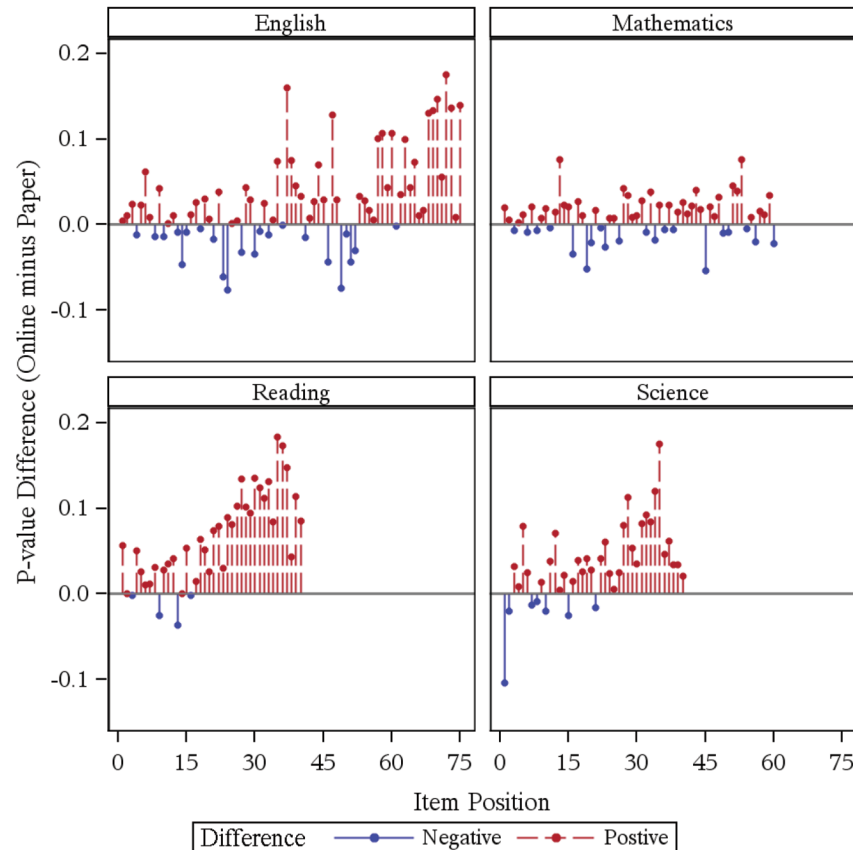 English
Mathematics
0.2
0.1
0.0
-0.1
Reading
Science
0.2
0.1
0.0
-0.1
P-value Difference (Online minus Paper)
0 15 30 45 60 75 0 15 30 45 60 75
Item Position
Difference Negative Postive